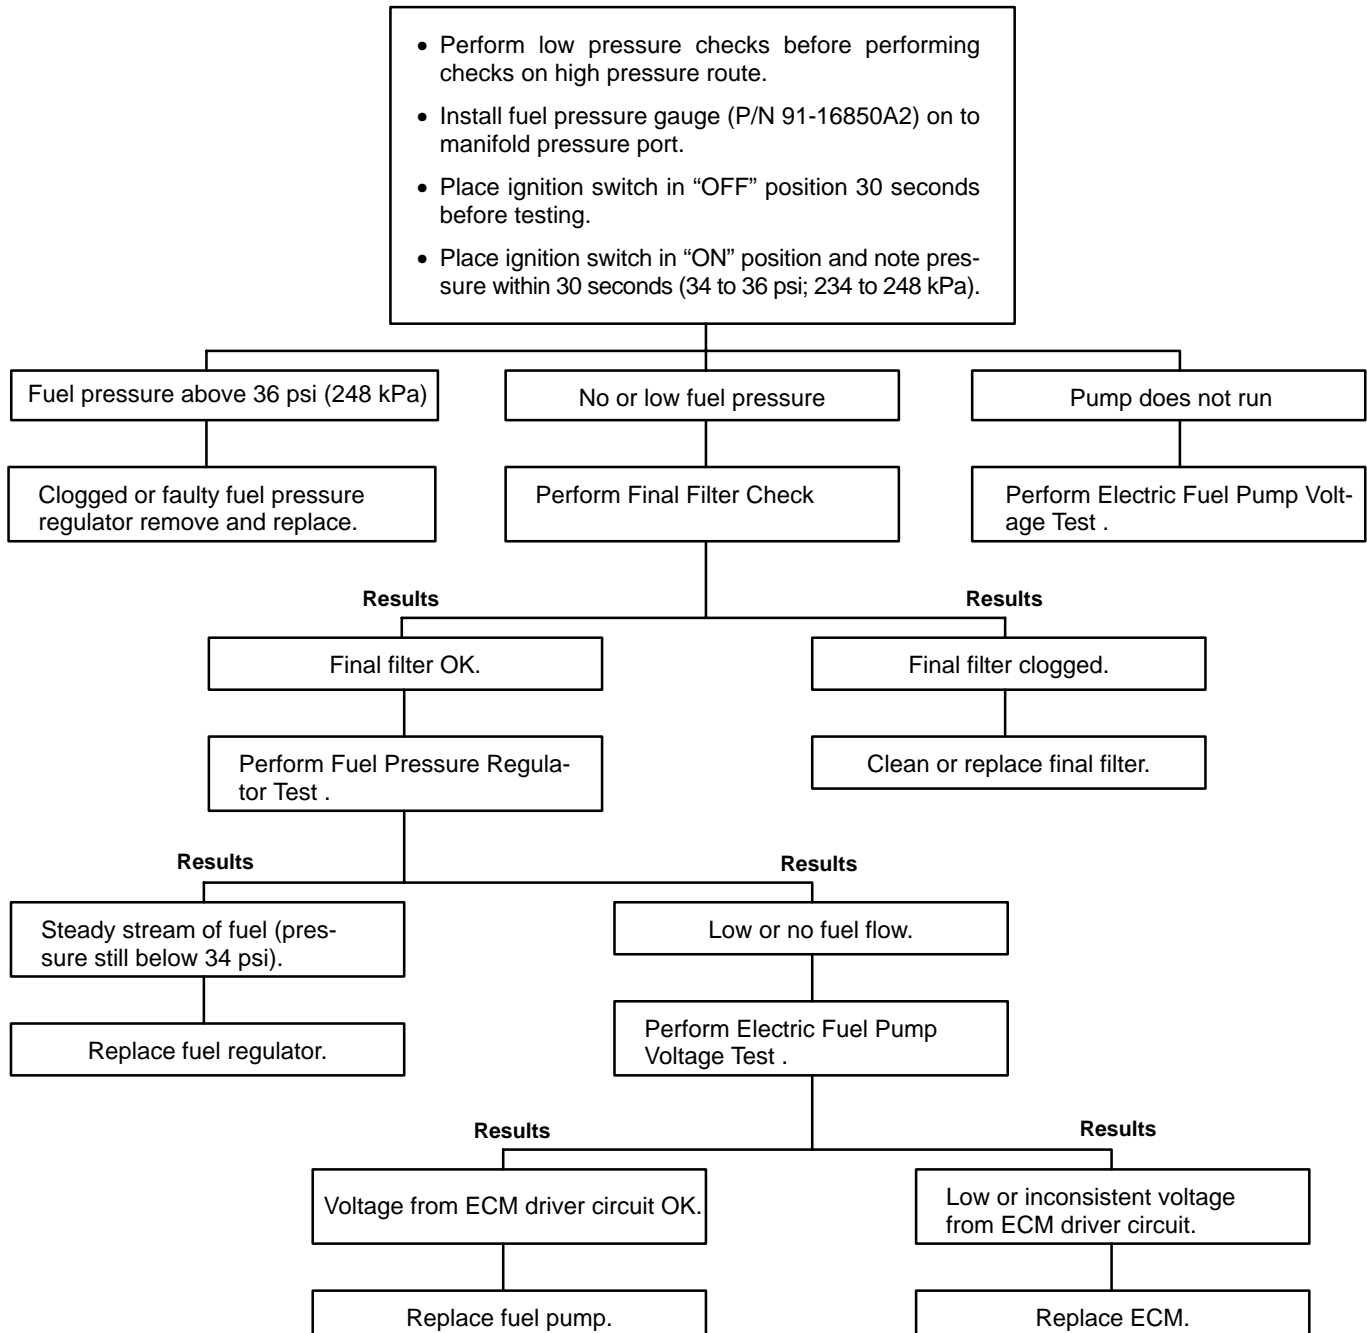 • Perform low pressure checks before performing
checks on high pressure route.
• Install fuel pressure gauge (P/N 91-16850A2) on to
manifold pressure port.
• Place ignition switch in “OFF” position 30 seconds
before testing.
• Place ignition switch in “ON” position and note pres-
sure within 30 seconds (34 to 36 psi; 234 to 248 kPa).
Fuel pressure above 36 psi (248 kPa)
No or low fuel pressure
Pump does not run
Clogged or faulty fuel pressure
regulator remove and replace.
Perform Final Filter Check
Perform Electric Fuel Pump Volt-
age Test .
Results
Results
Final filter OK.
Final filter clogged.
Perform Fuel Pressure Regula-
tor Test .
Clean or replace final filter.
Results
Results
Steady stream of fuel (pres-
sure still below 34 psi).
Low or no fuel flow.
Replace fuel regulator.
Perform Electric Fuel Pump
Voltage Test .
Results
Results
Voltage from ECM driver circuit OK.
Low or inconsistent voltage
from ECM driver circuit.
Replace fuel pump.
Replace ECM.